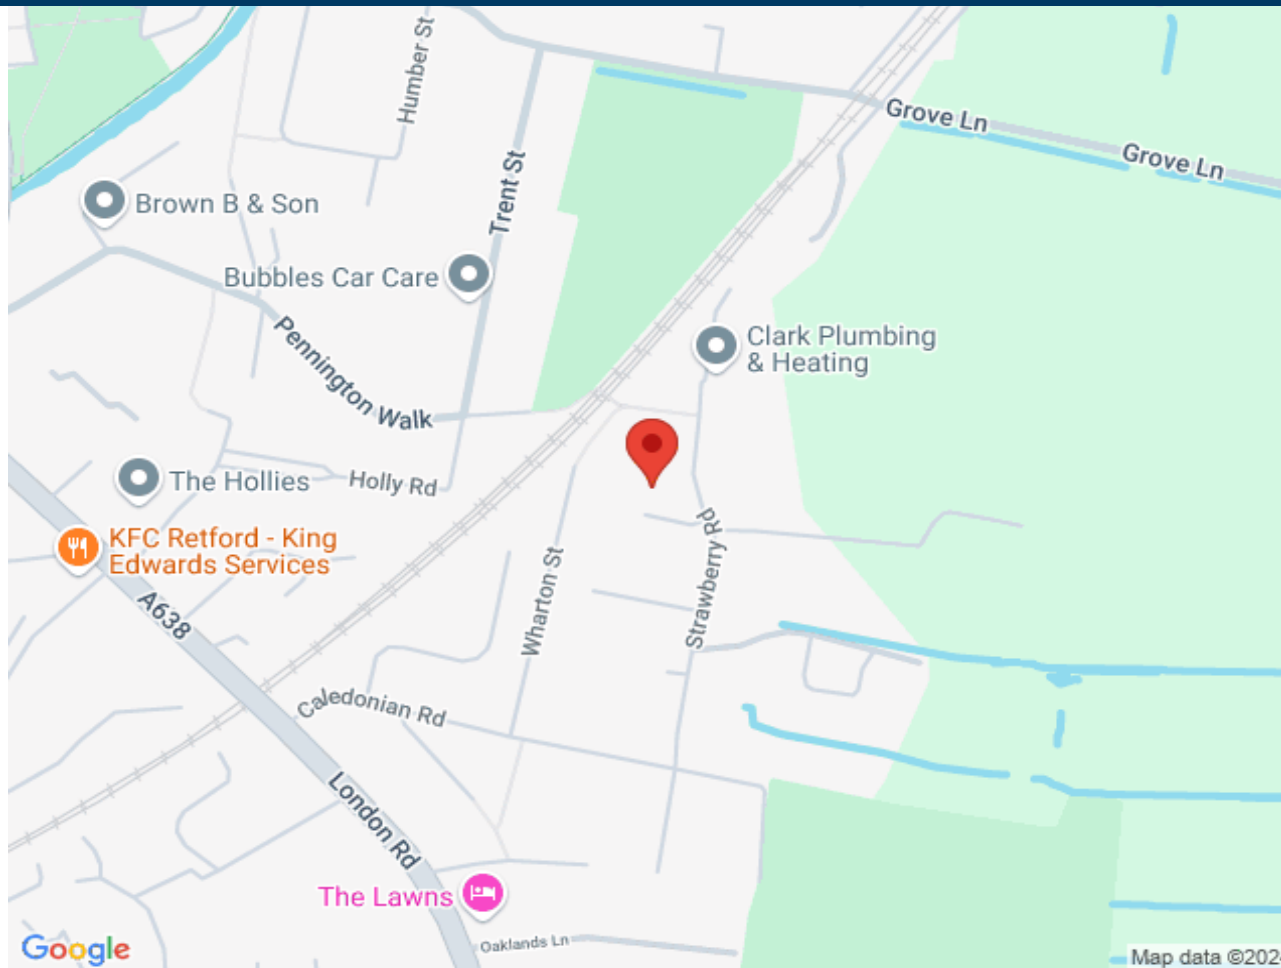 Humber St
Grove Ln
Grove Ln
Trent St
Brown B & Son
Bubbles Car Care
Pennington Walk
Clark Plumbing
& Heating
The Hollies
Holly Rd
KFC Retford - King
Edwards Services
A638
Wharton St
Strawberry Rd
Caledonian Rd
London Rd
The Lawns
Oaklands Ln
Google
Map data ©202